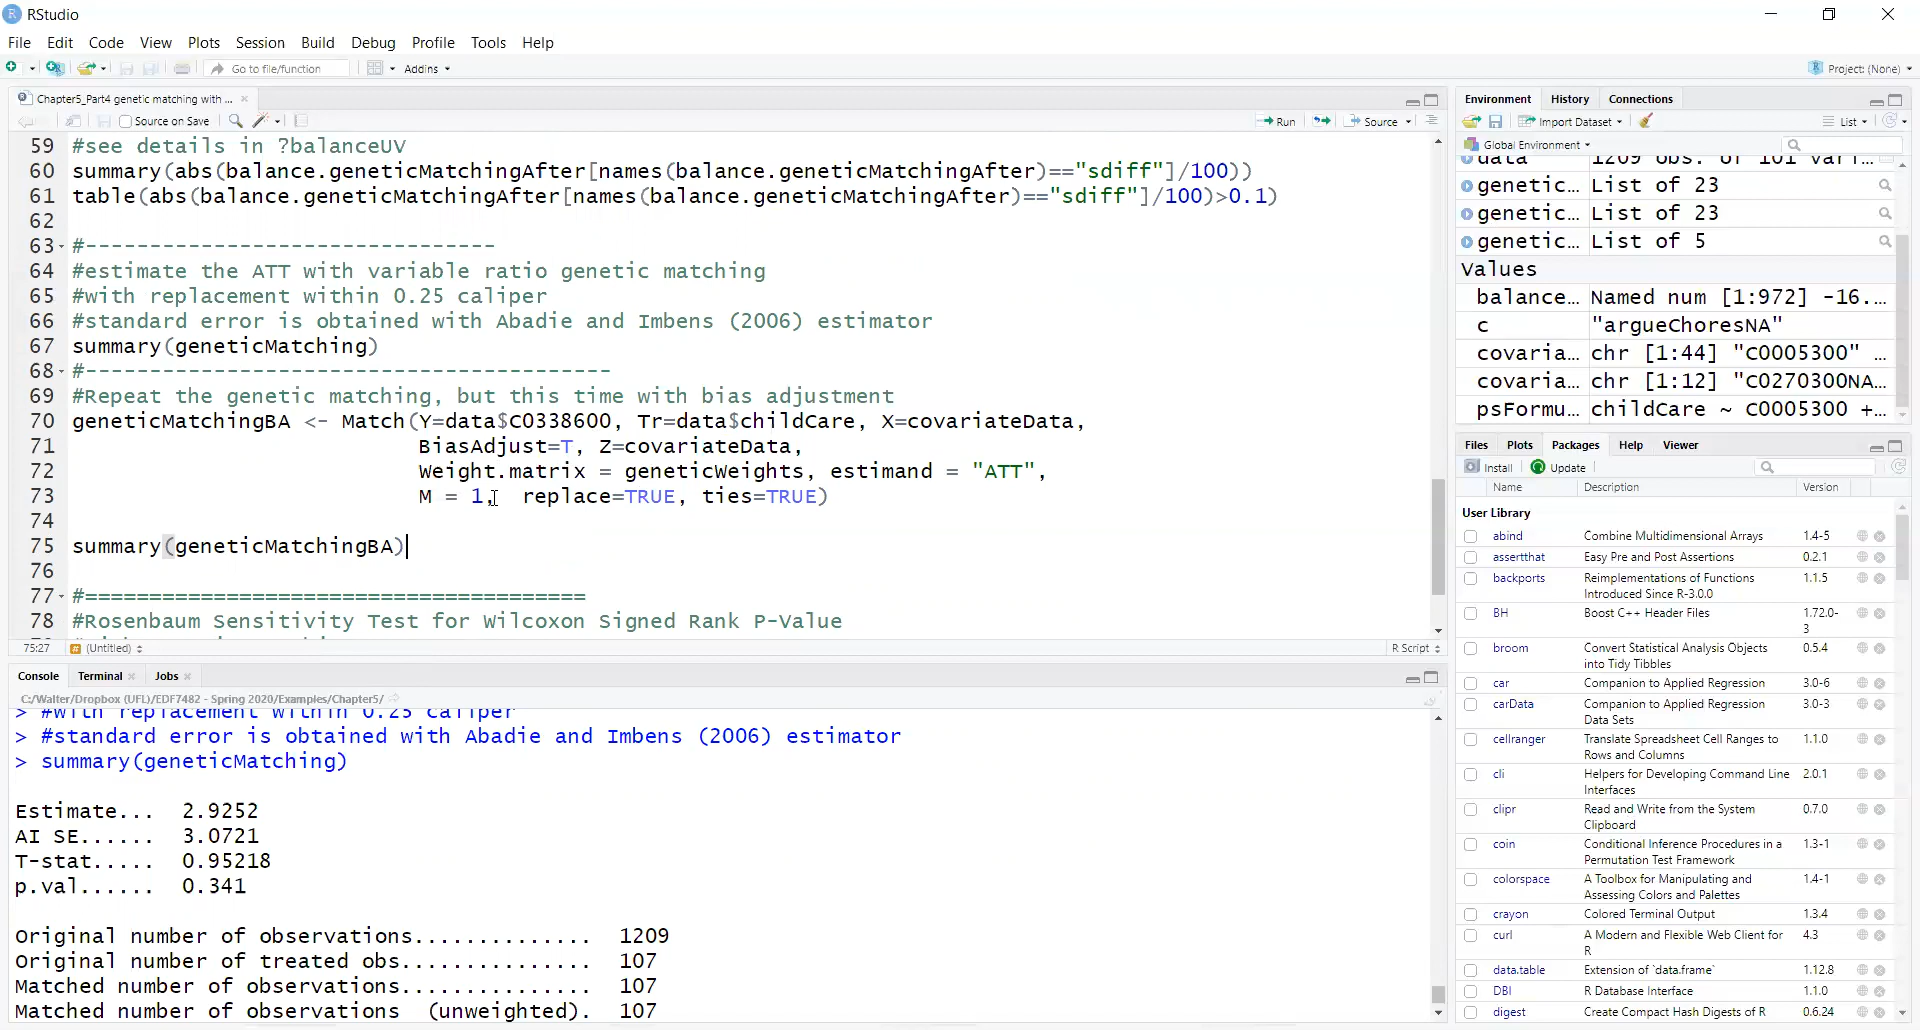 RStudio
File Edit Code View Plots Session Build Debug Profile Tools Help
Go to file/function Addins Project: (None)
Chapter5_Part4 genetic matching with ...
Source on Save Run Source
59 #see details in ?balanceUV
60 summary(abs(balance.geneticMatchingAfter[names(balance.geneticMatchingAfter)=="sdiff"]/100))
61 table(abs(balance.geneticMatchingAfter[names(balance.geneticMatchingAfter)=="sdiff"]/100)>0.1)
62
63 #--------------------------------
64 #estimate the ATT with variable ratio genetic matching
65 #with replacement within 0.25 caliper
66 #standard error is obtained with Abadie and Imbens (2006) estimator
67 summary(geneticMatching)
68 #-----------------------------------------
69 #Repeat the genetic matching, but this time with bias adjustment
70 geneticMatchingBA <- Match(Y=data$C0338600, Tr=data$childCare, X=covariateData,
71 BiasAdjust=T, Z=covariateData,
72 Weight.matrix = geneticWeights, estimand = "ATT",
73 M = 1, replace=TRUE, ties=TRUE)
74
75 summary(geneticMatchingBA)
76
77 #=======================================
78 #Rosenbaum Sensitivity Test for Wilcoxon Signed Rank P-Value
75:27 (Untitled) R Script
Console Terminal Jobs
C:/Walter/Dropbox (UFL)/EDF7482 - Spring 2020/Examples/Chapter5/
> #with replacement within 0.25 caliper
> #standard error is obtained with Abadie and Imbens (2006) estimator
> summary(geneticMatching)
Estimate... 2.9252
AI SE...... 3.0721
T-stat..... 0.95218
p.val...... 0.341
Original number of observations.............. 1209
Original number of treated obs............... 107
Matched number of observations............... 107
Matched number of observations (unweighted). 107
Environment History Connections
Import Dataset List
Global Environment
data 1209 obs. of 101 vari...
genetic... List of 23
genetic... List of 23
genetic... List of 5
Values
balance... Named num [1:972] -16....
c "argueChoresNA"
covaria... chr [1:44] "C0005300" ...
covaria... chr [1:12] "C0270300NA...
psFormu... childCare ~ C0005300 +...
Files Plots Packages Help Viewer
Install Update
Name Description Version
User Library
abind Combine Multidimensional Arrays 1.4-5
assertthat Easy Pre and Post Assertions 0.2.1
backports Reimplementations of Functions 1.1.5
Introduced Since R-3.0.0
BH Boost C++ Header Files 1.72.0-
3
broom Convert Statistical Analysis Objects 0.5.4
into Tidy Tibbles
car Companion to Applied Regression 3.0-6
carData Companion to Applied Regression 3.0-3
Data Sets
cellranger Translate Spreadsheet Cell Ranges to 1.1.0
Rows and Columns
cli Helpers for Developing Command Line 2.0.1
Interfaces
clipr Read and Write from the System 0.7.0
Clipboard
coin Conditional Inference Procedures in a 1.3-1
Permutation Test Framework
colorspace A Toolbox for Manipulating and 1.4-1
Assessing Colors and Palettes
crayon Colored Terminal Output 1.3.4
curl A Modern and Flexible Web Client for 4.3
R
data.table Extension of `data.frame` 1.12.8
DBI R Database Interface 1.1.0
digest Create Compact Hash Digests of R 0.6.24